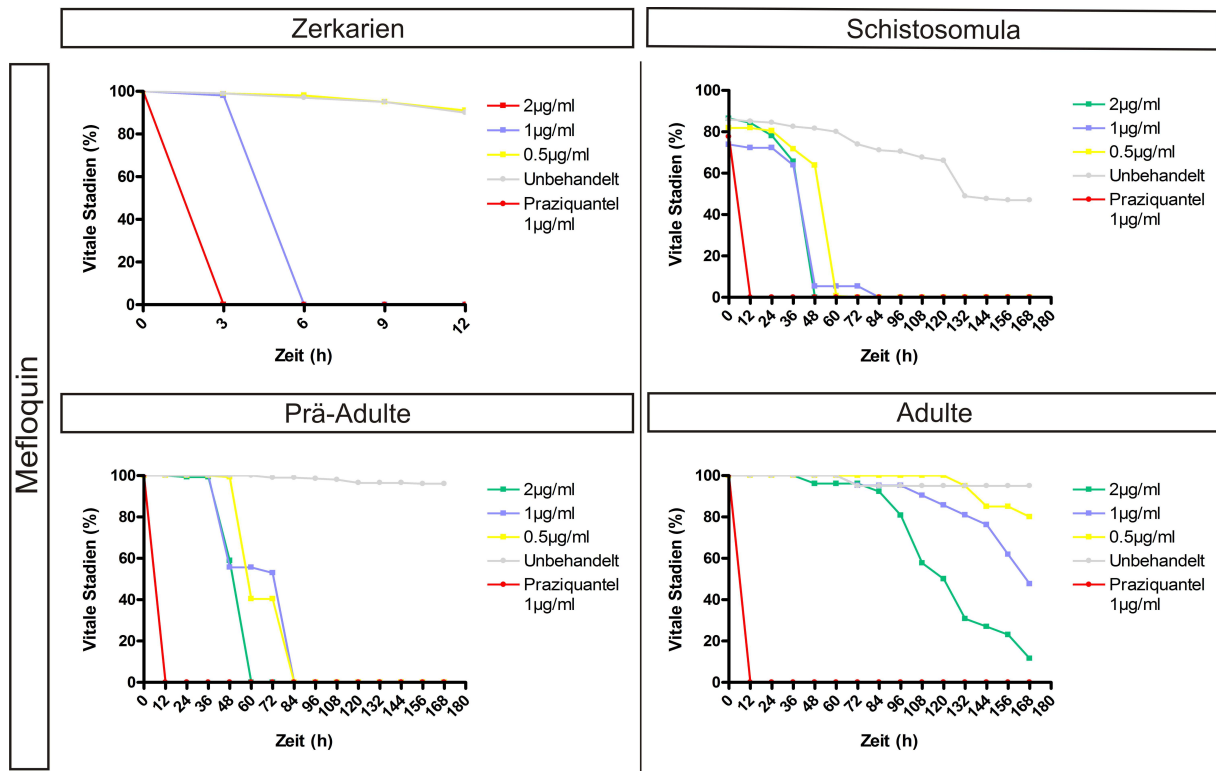 Zerkarien
Schistosomula
Mefloquin
Vitale Stadien (%)
100
80
60
40
20
0
0
3
6
9
12
Zeit (h)
2µg/ml
1µg/ml
0.5µg/ml
Unbehandelt
Praziquantel
1µg/ml
Vitale Stadien (%)
100
80
60
40
20
0
0
12
24
36
48
60
72
84
96
108
120
132
144
156
168
180
Zeit (h)
2µg/ml
1µg/ml
0.5µg/ml
Unbehandelt
Praziquantel
1µg/ml
Prä-Adulte
Adulte
Vitale Stadien (%)
100
80
60
40
20
0
0
12
24
36
48
60
72
84
96
108
120
132
144
156
168
180
Zeit (h)
2µg/ml
1µg/ml
0.5µg/ml
Unbehandelt
Praziquantel
1µg/ml
Vitale Stadien (%)
100
80
60
40
20
0
0
12
24
36
48
60
72
84
96
108
120
132
144
156
168
180
Zeit (h)
2µg/ml
1µg/ml
0.5µg/ml
Unbehandelt
Praziquantel
1µg/ml